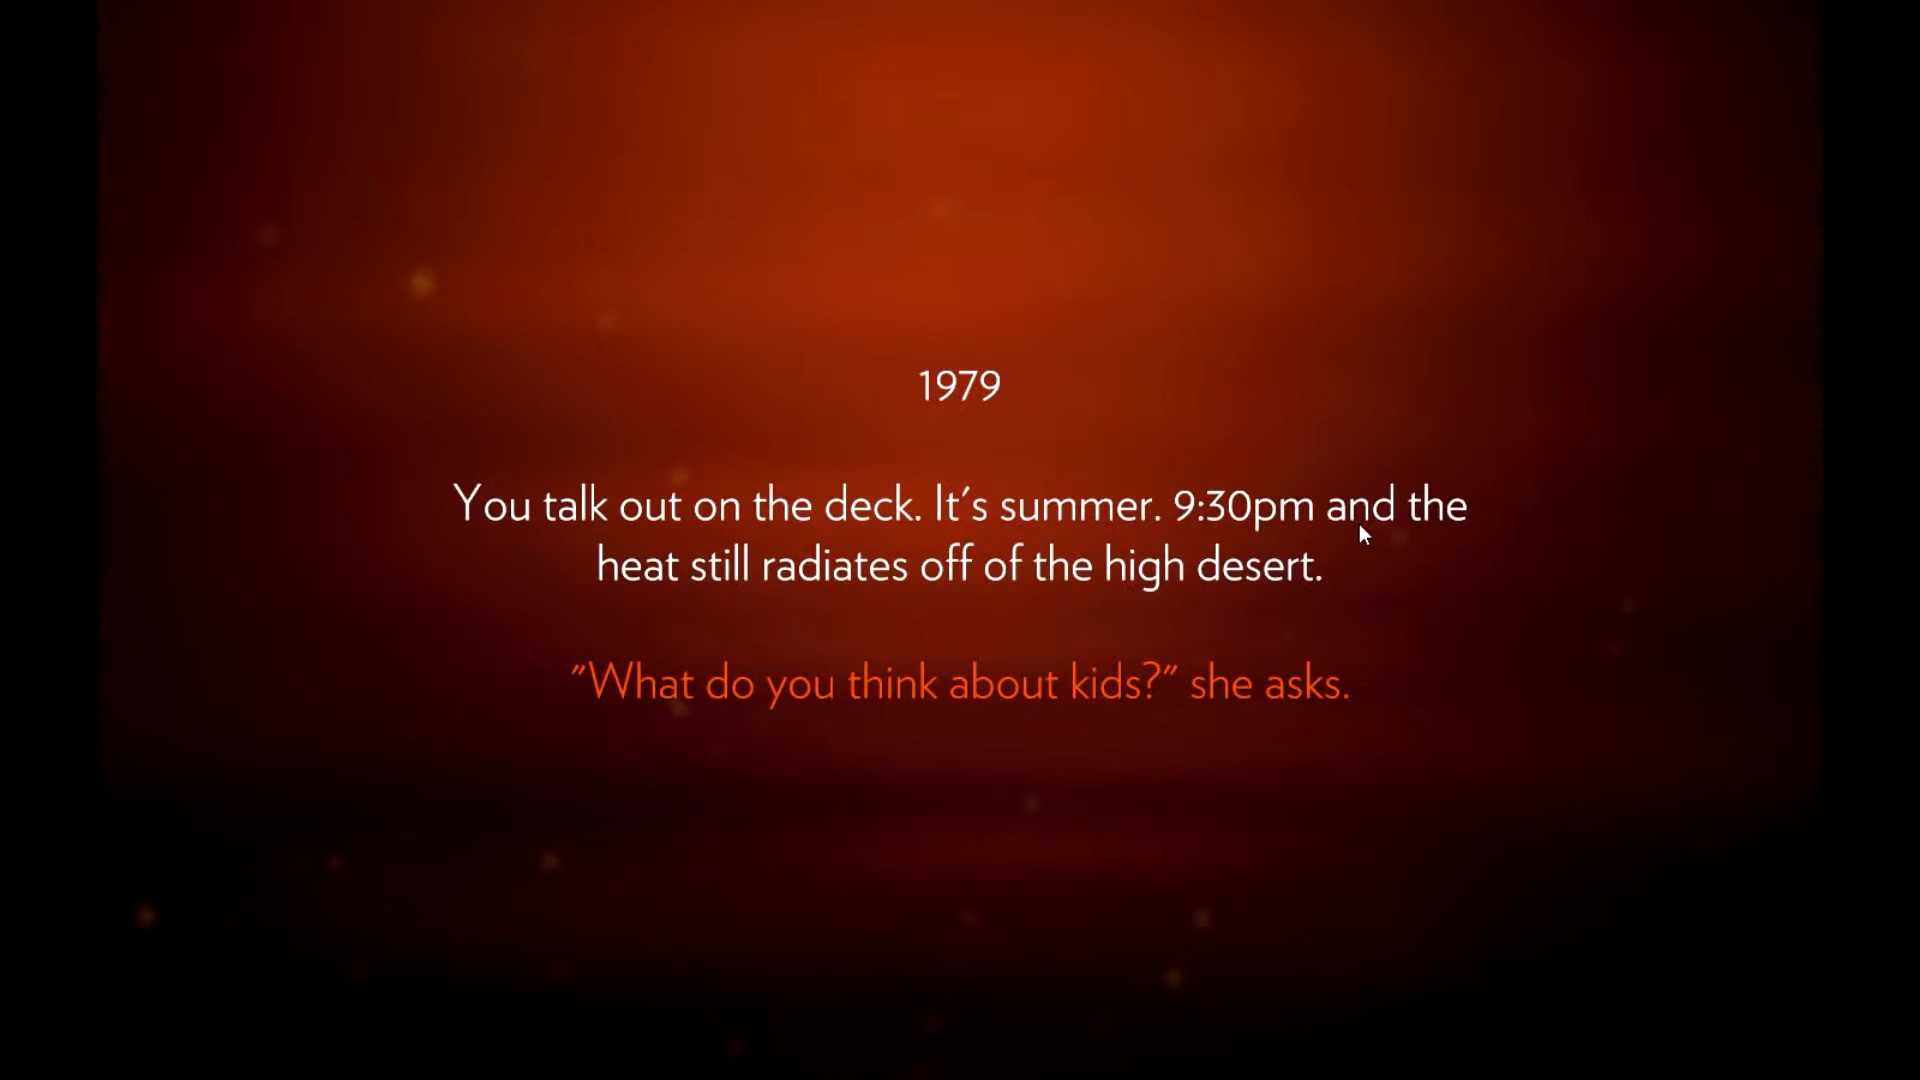 1979
You talk out on the deck. It's summer. 9:30pm and the
heat still radiates off of the high desert.
"What do you think about kids?" she asks.